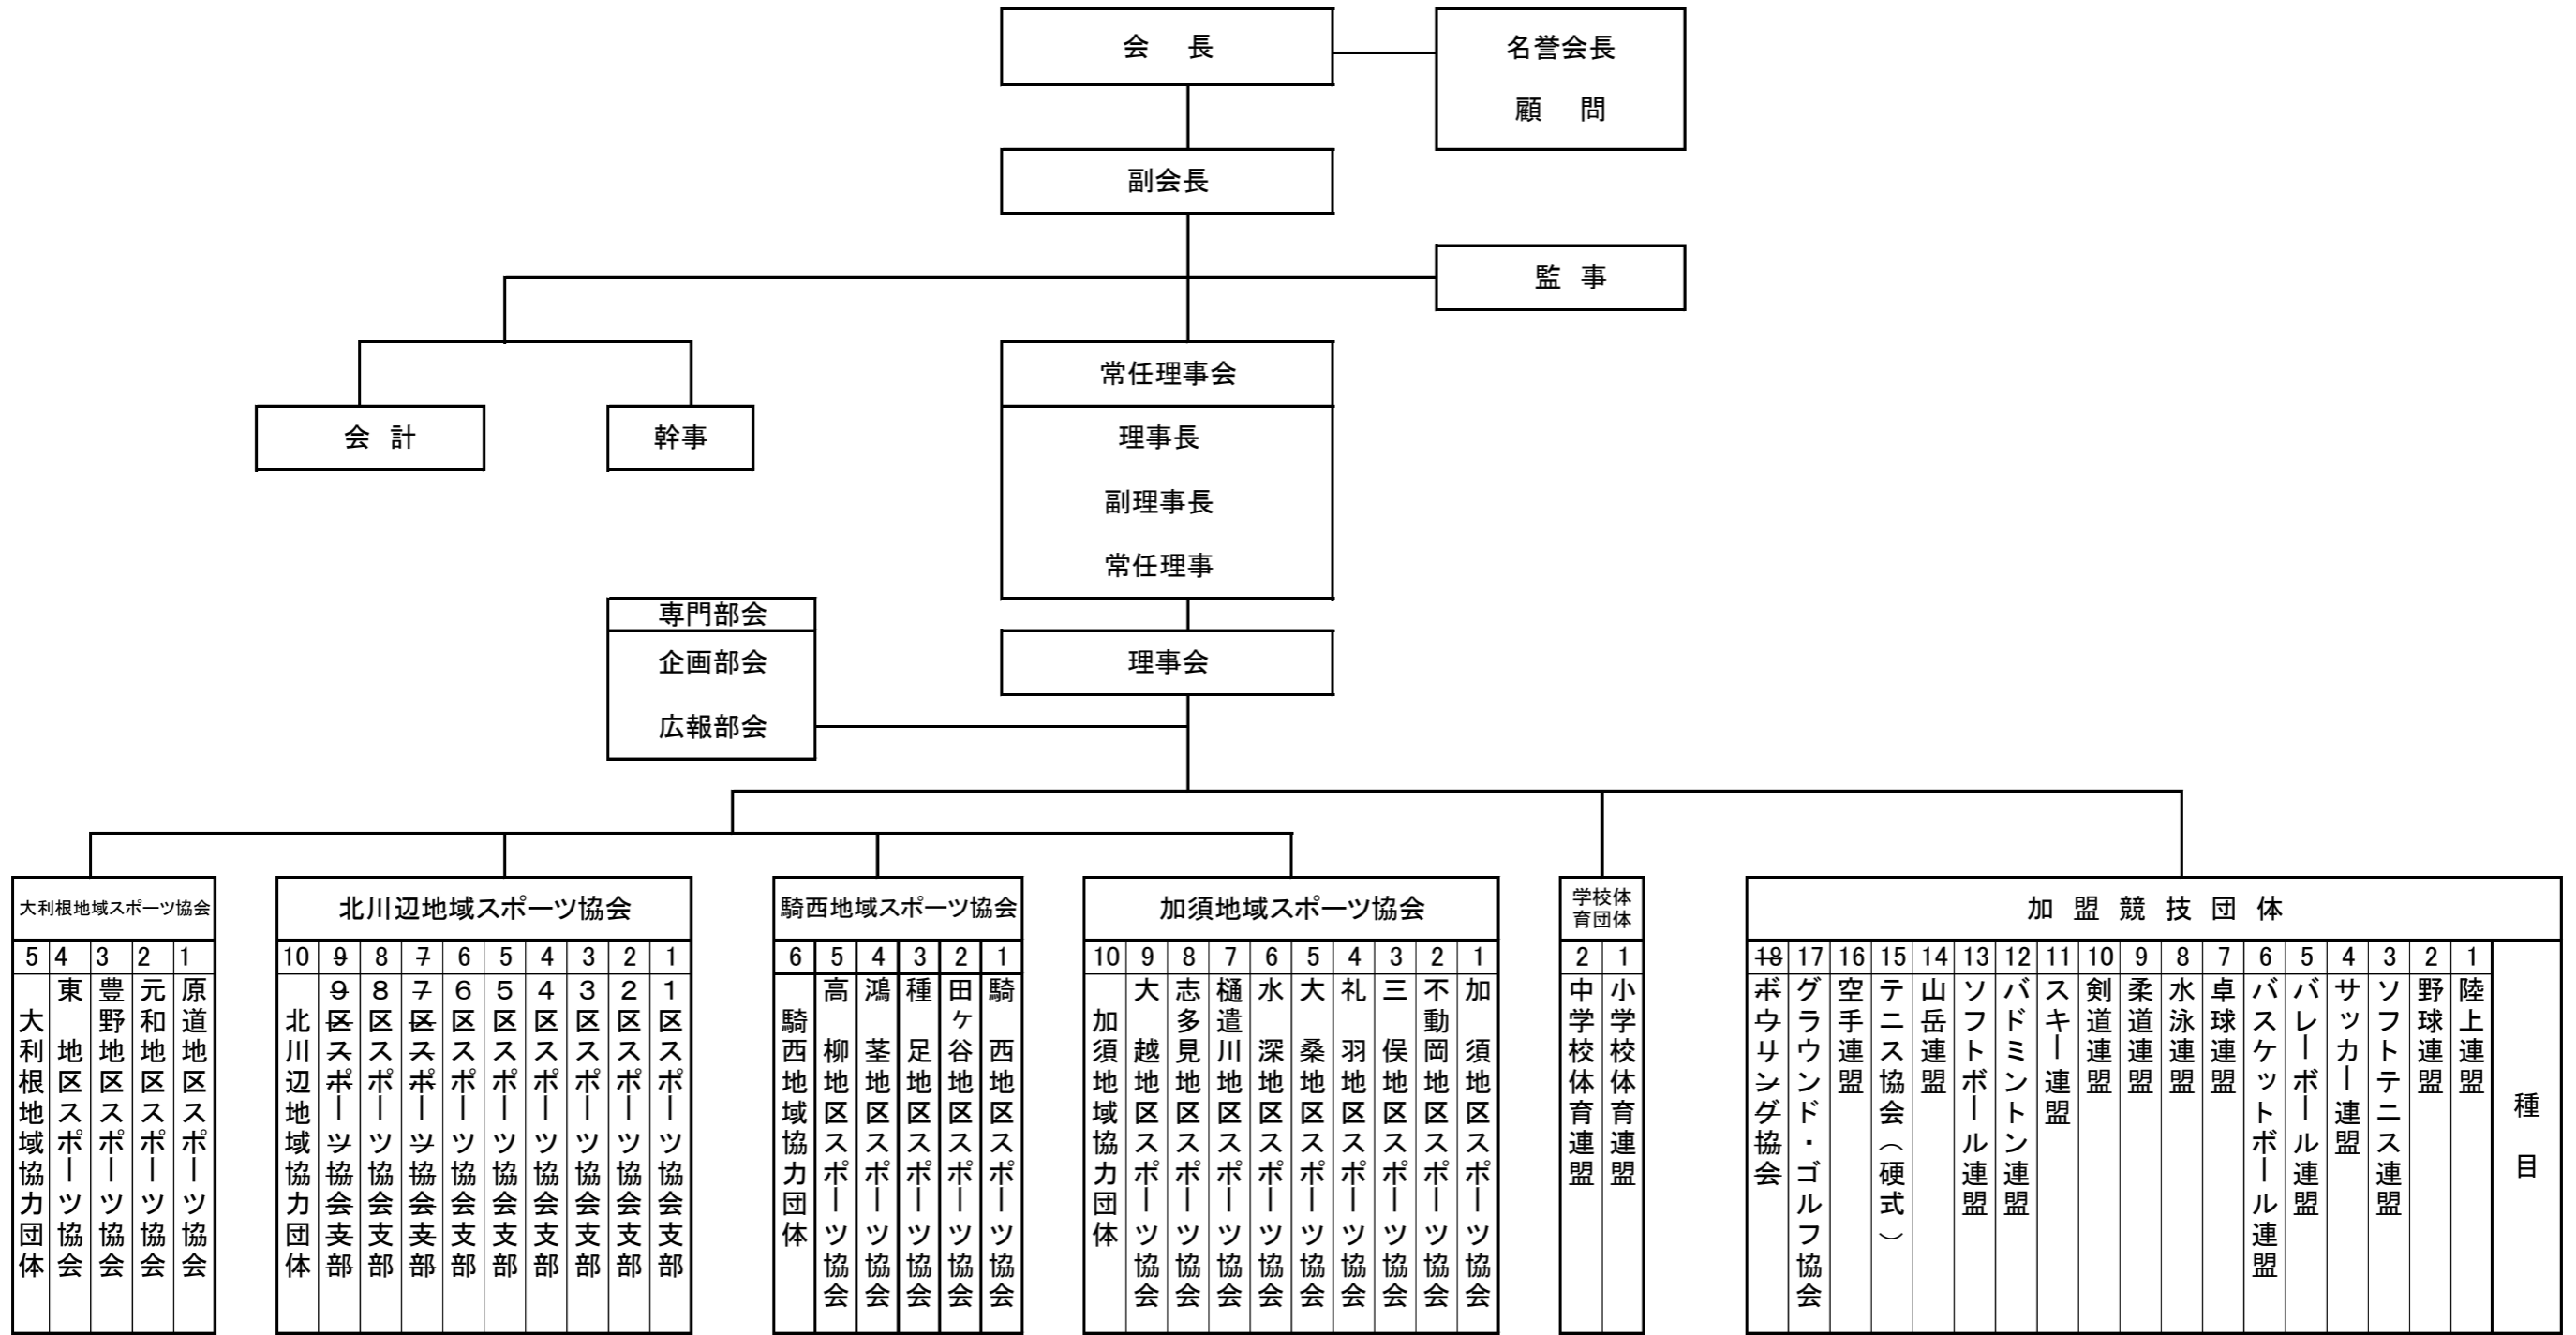 会　長
名誉会長
顧　問
副会長
監 事
会 計
幹事
常任理事会
理事長
副理事長
常任理事
専門部会
企画部会
広報部会
理事会
大利根地域スポーツ協会
5 4 3 2 1
大利根地域協力団体
東　地区スポーツ協会
豊野地区スポーツ協会
元和地区スポーツ協会
原道地区スポーツ協会
北川辺地域スポーツ協会
10 9 8 7 6 5 4 3 2 1
北川辺地域協力団体
９区スポーツ協会支部
８区スポーツ協会支部
７区スポーツ協会支部
６区スポーツ協会支部
５区スポーツ協会支部
４区スポーツ協会支部
３区スポーツ協会支部
２区スポーツ協会支部
１区スポーツ協会支部
騎西地域スポーツ協会
6 5 4 3 2 1
騎西地域協力団体
高　柳地区スポーツ協会
鴻　茎地区スポーツ協会
種　足地区スポーツ協会
田ヶ谷地区スポーツ協会
騎　西地区スポーツ協会
加須地域スポーツ協会
10 9 8 7 6 5 4 3 2 1
加須地域協力団体
大　越地区スポーツ協会
志多見地区スポーツ協会
樋遣川地区スポーツ協会
水　深地区スポーツ協会
大　桑地区スポーツ協会
礼　羽地区スポーツ協会
三　俣地区スポーツ協会
不動岡地区スポーツ協会
加　須地区スポーツ協会
学校体
育団体
2 1
中学校体育連盟
小学校体育連盟
加 盟 競 技 団 体
18 17 16 15 14 13 12 11 10 9 8 7 6 5 4 3 2 1
ボウリング協会
グラウンド・ゴルフ協会
空手連盟
テニス協会（硬式）
山岳連盟
ソフトボール連盟
バドミントン連盟
スキー連盟
剣道連盟
柔道連盟
水泳連盟
卓球連盟
バスケットボール連盟
バレーボール連盟
サッカー連盟
ソフトテニス連盟
野球連盟
陸上連盟
種　目